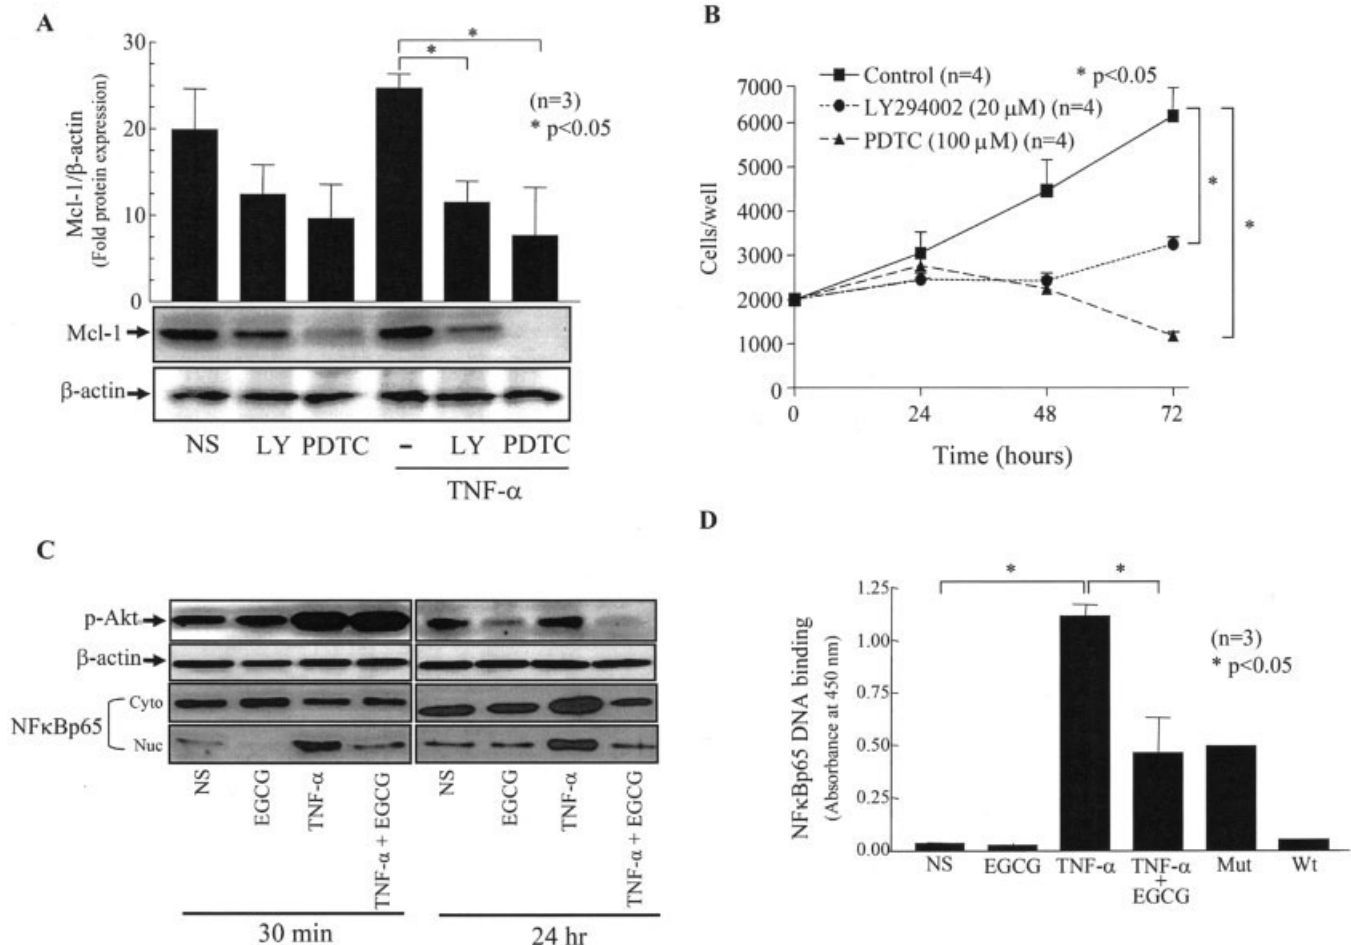 A
Mcl-1/β-actin
(Fold protein expression)
30
20
10
0
*
*
(n=3)
* p<0.05
Mcl-1
β-actin
NS LY PDTC – LY PDTC
TNF-α
B
Cells/well
7000
6000
5000
4000
3000
2000
1000
0
Control (n=4)
* p<0.05
LY294002 (20 μM) (n=4)
PDTC (100 μM) (n=4)
*
*
0 24 48 72
Time (hours)
C
p-Akt
β-actin
NFκBp65
Cyto
Nuc
NS EGCG TNF-α TNF-α + EGCG NS EGCG TNF-α TNF-α + EGCG
30 min 24 hr
D
NFκBp65 DNA binding
(Absorbance at 450 nm)
1.25
1.00
0.75
0.50
0.25
0.00
* *
(n=3)
* p<0.05
NS EGCG TNF-α TNF-α Mut Wt
+
EGCG